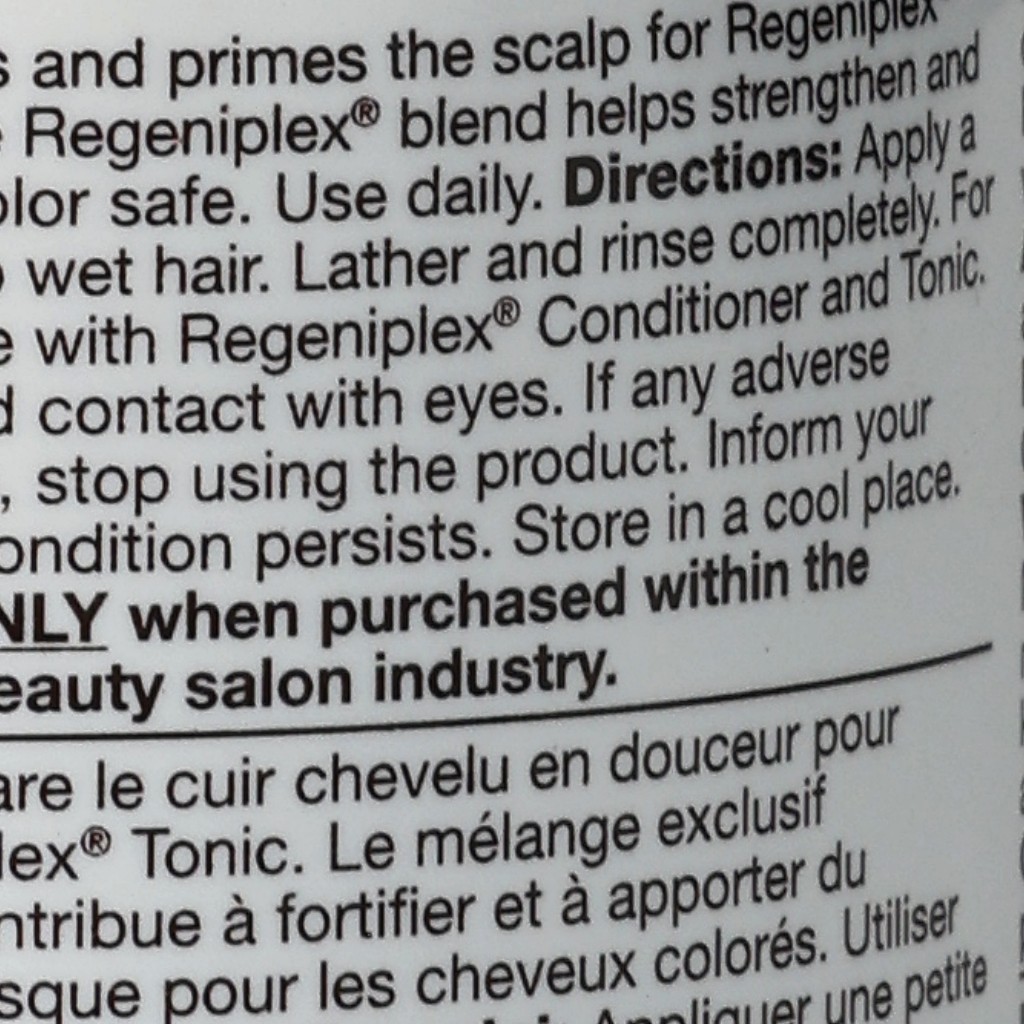 and primes the scalp for Regeniplex
Regeniplex® blend helps strengthen and
olor safe. Use daily. Directions: Apply a
wet hair. Lather and rinse completely. For
e with Regeniplex® Conditioner and Tonic.
d contact with eyes. If any adverse
, stop using the product. Inform your
ondition persists. Store in a cool place.
NLY when purchased within the
eauty salon industry.
are le cuir chevelu en douceur pour
lex® Tonic. Le mélange exclusif
ntribue à fortifier et à apporter du
sque pour les cheveux colorés. Utiliser
Appliquer une petite